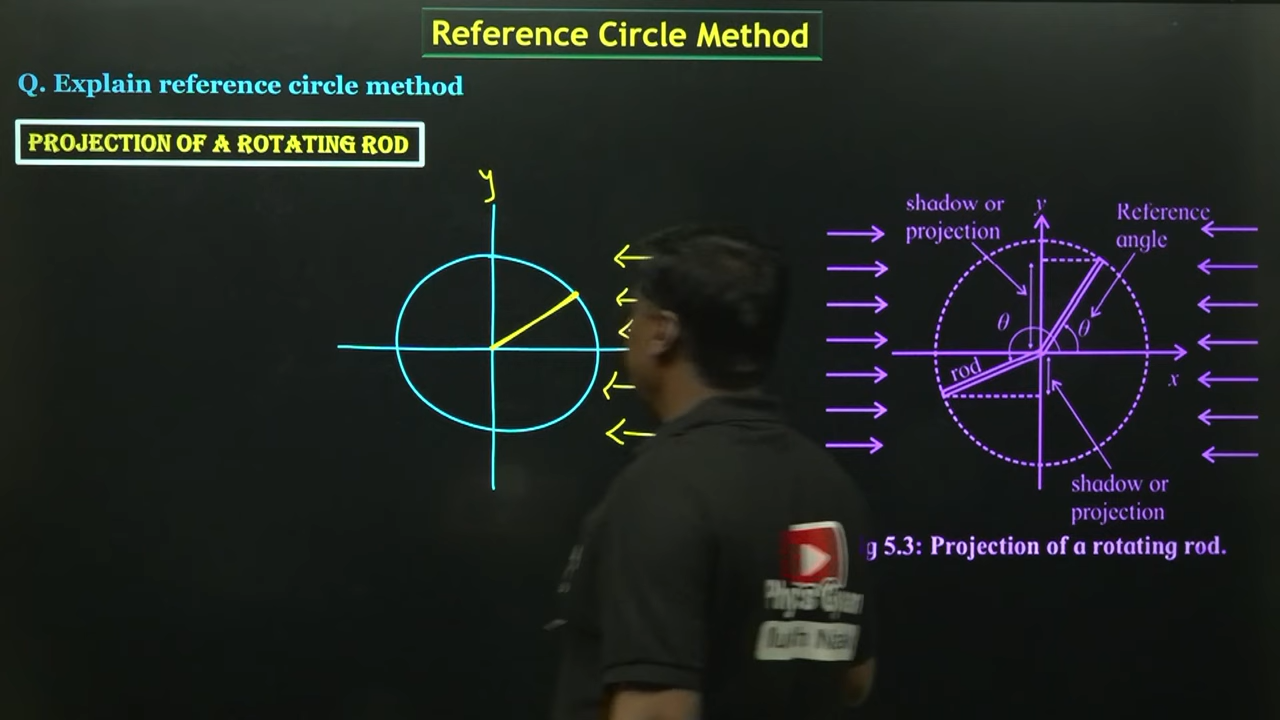 Reference Circle Method
Q. Explain reference circle method
PROJECTION OF A ROTATING ROD
y
shadow or
projection
y
Reference
angle
θ
θ
rod
x
shadow or
projection
g 5.3: Projection of a rotating rod.